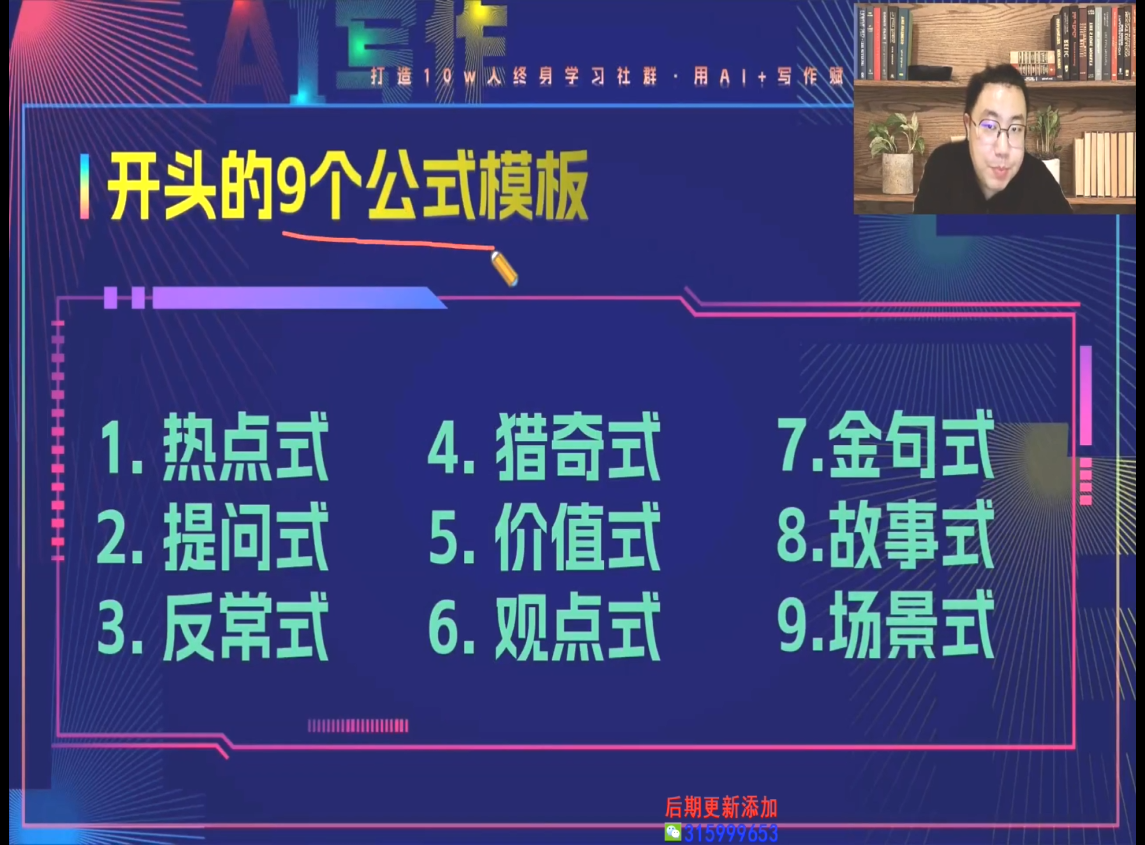 AI写作
打造10w人终身学习社群·用AI+写作赋
开头的9个公式模板
1. 热点式
2. 提问式
3. 反常式
4. 猎奇式
5. 价值式
6. 观点式
7.金句式
8.故事式
9.场景式
后期更新添加
315999653